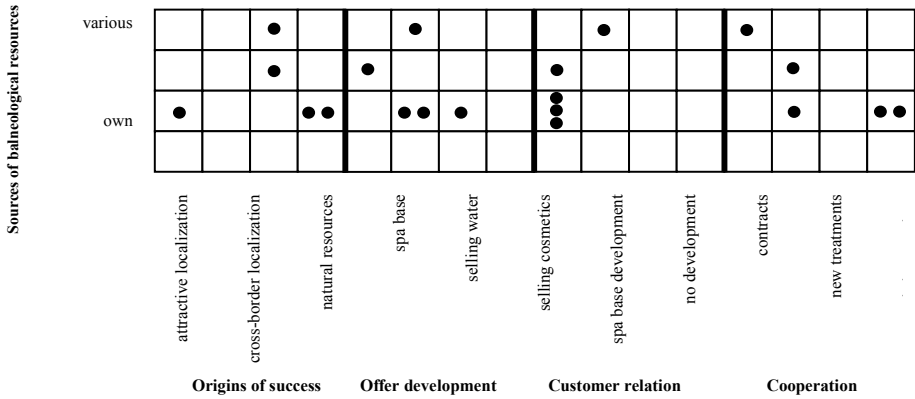 Sources of balneological resources
various
own
attractive localization
cross-border localization
natural resources
spa base
selling water
selling cosmetics
spa base development
no development
contracts
new treatments
Origins of success
Offer development
Customer relation
Cooperation